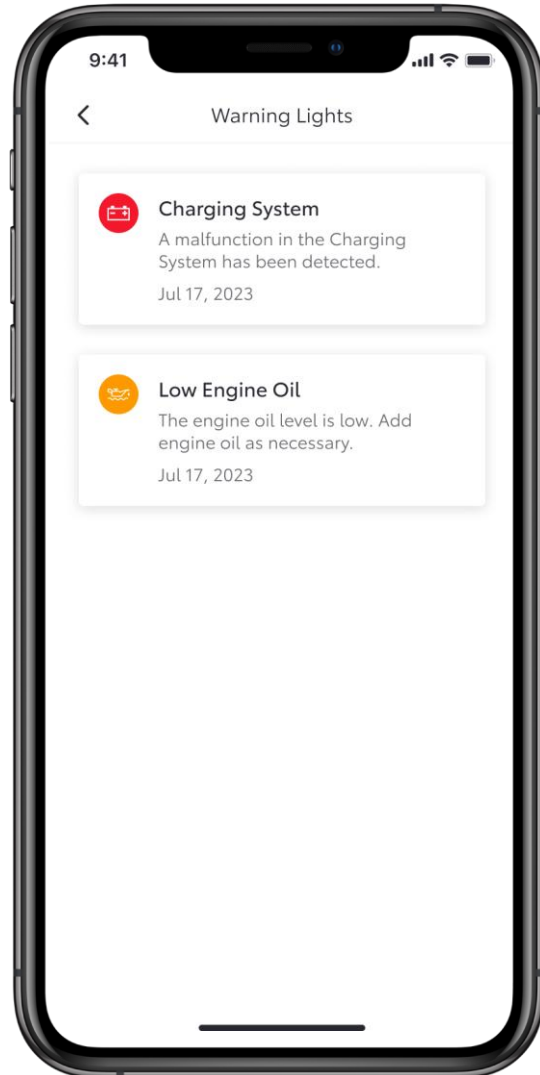 9:41
Warning Lights
Charging System
A malfunction in the Charging
System has been detected.
Jul 17, 2023
Low Engine Oil
The engine oil level is low. Add
engine oil as necessary.
Jul 17, 2023